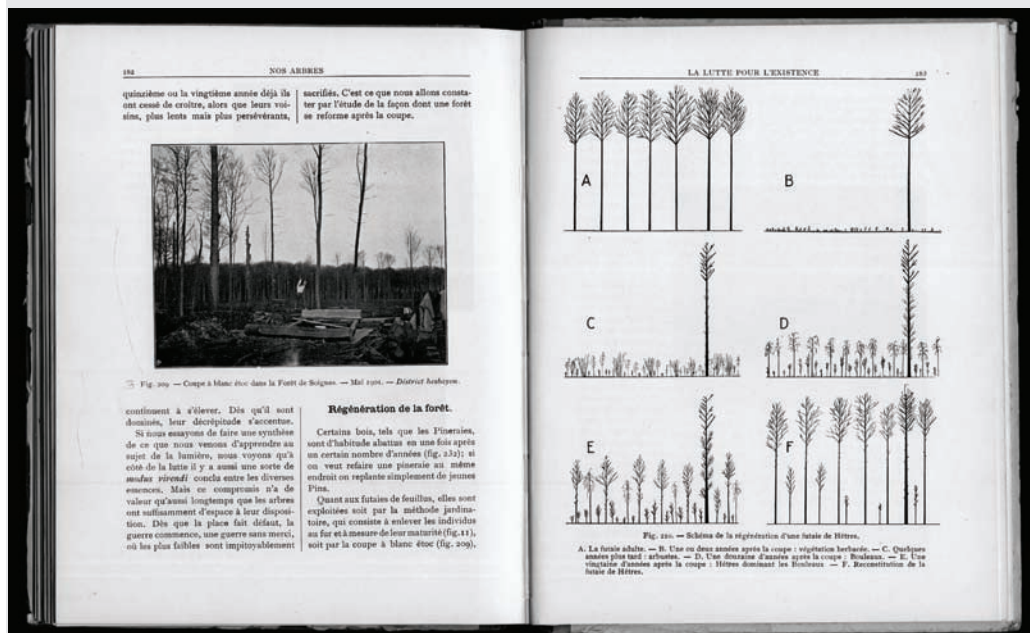 182
NOS ARBRES
quinzième ou la vingtième année déjà ils
ont cessé de croître, alors que leurs voi-
sins, plus lents mais plus persévérants,
sacrifiés. C'est ce que nous allons consta-
ter par l'étude de la façon dont une forêt
se reforme après la coupe.
Fig. 209 — Coupe à blanc étoc dans la Forêt de Soignes. — Mai 1901. — District hesbayen.
continuent à s'élever. Dès qu'il sont
dominés, leur décrépitude s'accentue.
Si nous essayons de faire une synthèse
de ce que nous venons d'apprendre au
sujet de la lumière, nous voyons qu'à
côté de la lutte il y a aussi une sorte de
modus vivendi conclu entre les diverses
essences. Mais ce compromis n'a de
valeur qu'aussi longtemps que les arbres
ont suffisamment d'espace à leur disposi-
tion. Dès que la place fait défaut, la
guerre commence, une guerre sans merci,
où les plus faibles sont impitoyablement
Régénération de la forêt.
Certains bois, tels que les Pineraies,
sont d'habitude abattus en une fois après
un certain nombre d'années (fig. 232); si
on veut refaire une pineraie au même
endroit on replante simplement de jeunes
Pins.
Quant aux futaies de feuillus, elles sont
exploitées soit par la méthode jardina-
toire, qui consiste à enlever les individus
au fur et à mesure de leur maturité (fig. 11),
soit par la coupe à blanc étoc (fig. 209),
LA LUTTE POUR L'EXISTENCE
183
A
B
C
D
E
F
Fig. 210. — Schéma de la régénération d'une futaie de Hêtres.
A. La futaie adulte. — B. Une ou deux années après la coupe : végétation herbacée. — C. Quelques
années plus tard : arbustes. — D. Une douzaine d'années après la coupe : Bouleaux. — E. Une
vingtaine d'années après la coupe : Hêtres dominant les Bouleaux — F. Reconstitution de la
futaie de Hêtres.